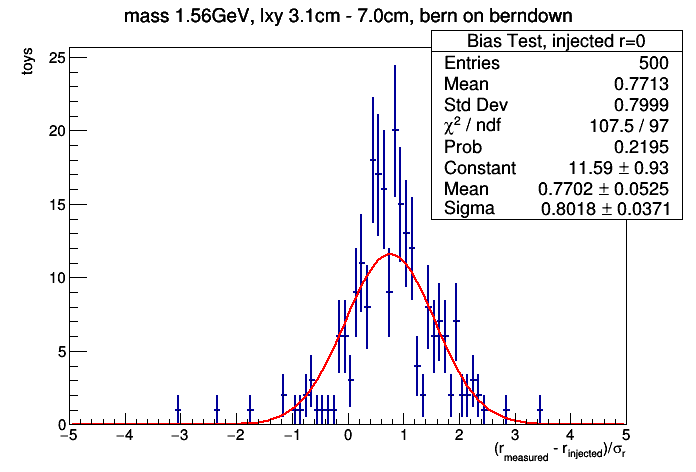 mass 1.56GeV, lxy 3.1cm - 7.0cm, bern on berndown
Bias Test, injected r=0
Entries 500
Mean 0.7713
Std Dev 0.7999
χ² / ndf 107.5 / 97
Prob 0.2195
Constant 11.59 ± 0.93
Mean 0.7702 ± 0.0525
Sigma 0.8018 ± 0.0371
toys
25
20
15
10
5
0
−5 −4 −3 −2 −1 0 1 2 3 4 5
(r_measured - r_injected)/σ_r